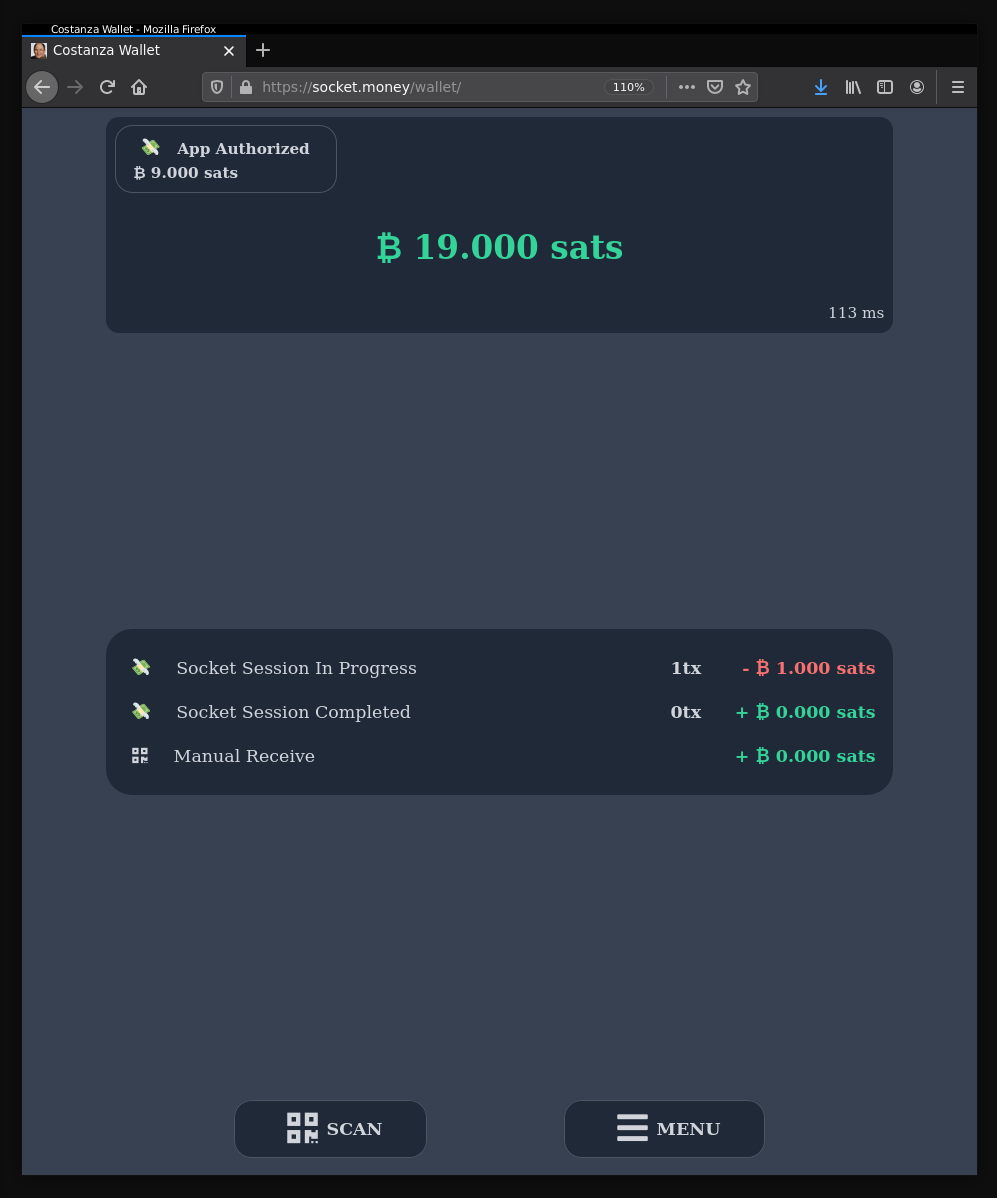 Costanza Wallet - Mozilla Firefox
Costanza Wallet
https://socket.money/wallet/ 110%
App Authorized
₿ 9.000 sats
₿ 19.000 sats
113 ms
Socket Session In Progress 1tx - ₿ 1.000 sats
Socket Session Completed 0tx + ₿ 0.000 sats
Manual Receive + ₿ 0.000 sats
SCAN MENU